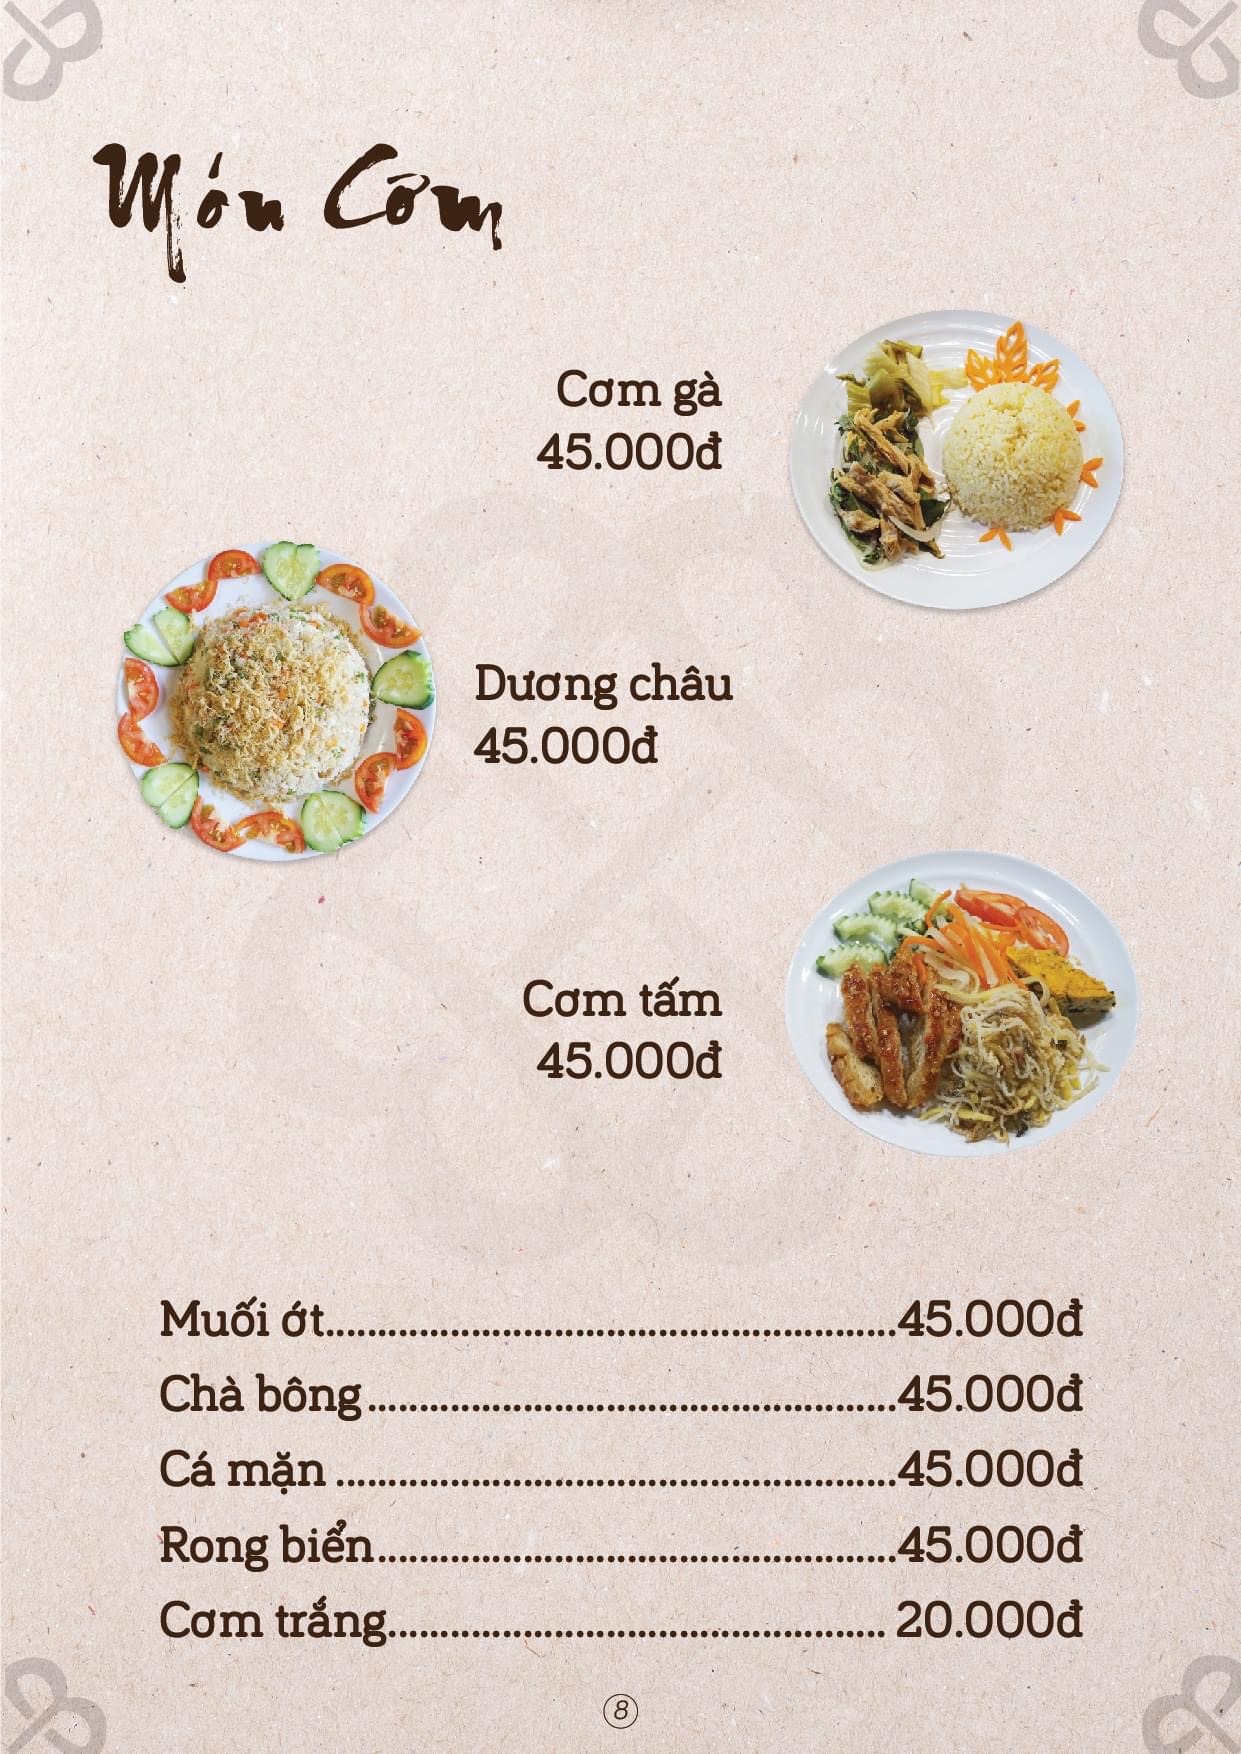 Món Cơm
Cơm gà
45.000đ
Dương châu
45.000đ
Cơm tấm
45.000đ
Muối ớt......................................................45.000đ
Chà bông..................................................45.000đ
Cá mặn .....................................................45.000đ
Rong biển.................................................45.000đ
Cơm trắng............................................... 20.000đ
8